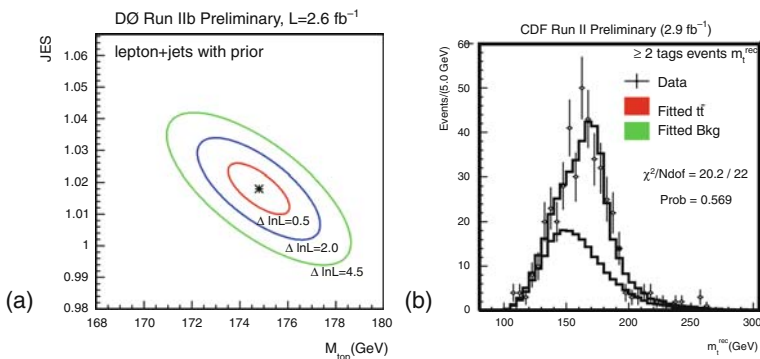 DØ Run IIb Preliminary, L=2.6 fb⁻¹
JES
lepton+jets with prior
1.06
1.05
1.04
1.03
1.02
1.01
1
0.99
0.98
Δ lnL=0.5
Δ lnL=2.0
Δ lnL=4.5
168 170 172 174 176 178 180
M_top(GeV)
(a)
CDF Run II Preliminary (2.9 fb⁻¹)
Events/(5.0 GeV)
60
50
40
30
20
10
0
≥ 2 tags events m_t^rec
Data
Fitted tt̄
Fitted Bkg
χ²/Ndof = 20.2 / 22
Prob = 0.569
100 150 200 250 300
m_t^rec(GeV)
(b)